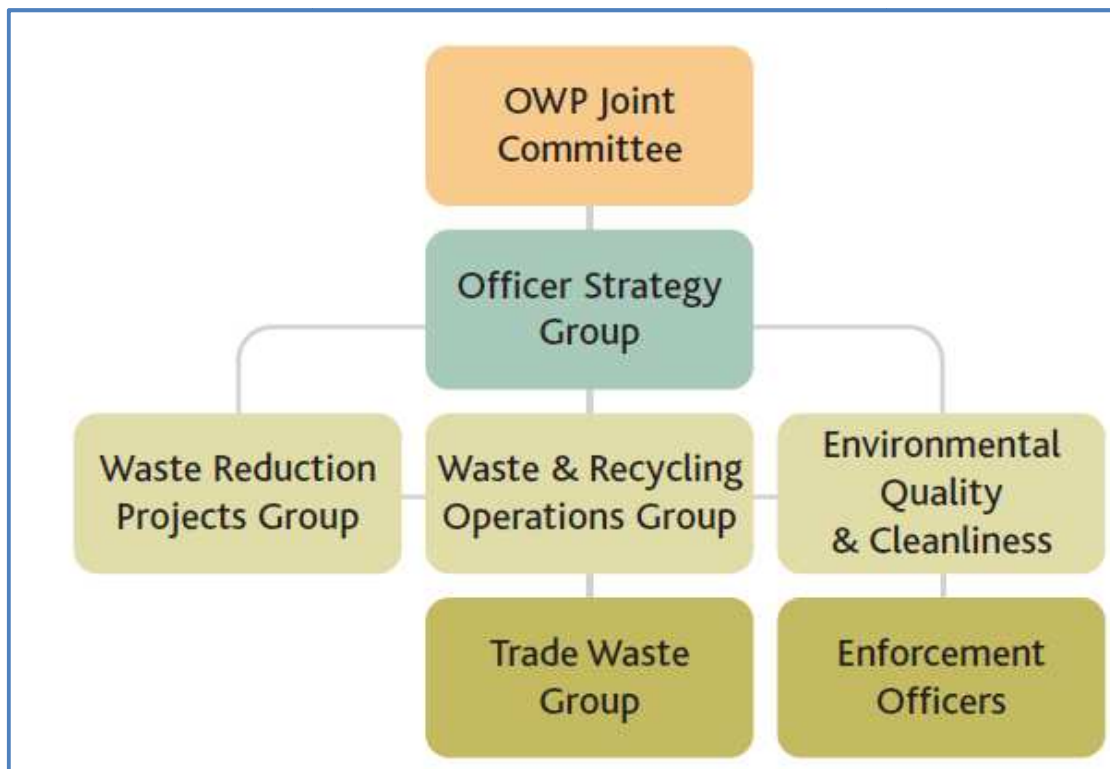 OWP Joint
Committee
Officer Strategy
Group
Waste Reduction
Projects Group
Waste & Recycling
Operations Group
Environmental
Quality
& Cleanliness
Trade Waste
Group
Enforcement
Officers